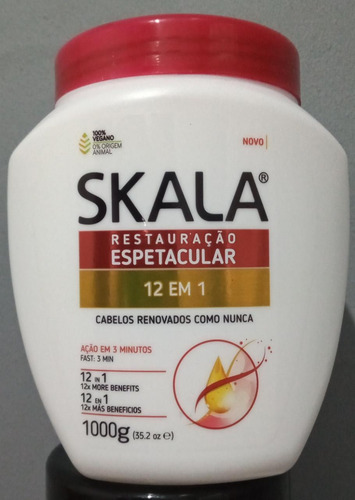 100%
VEGANO
0% ORIGEM
ANIMAL
NOVO
SKALA®
RESTAURAÇÃO
ESPETACULAR
12 EM 1
CABELOS RENOVADOS COMO NUNCA
AÇÃO EM 3 MINUTOS
FAST: 3 MIN
12 IN 1
12x MORE BENEFITS
12 EN 1
12x MÁS BENEFICIOS
1000g (35.2 oz ℮)